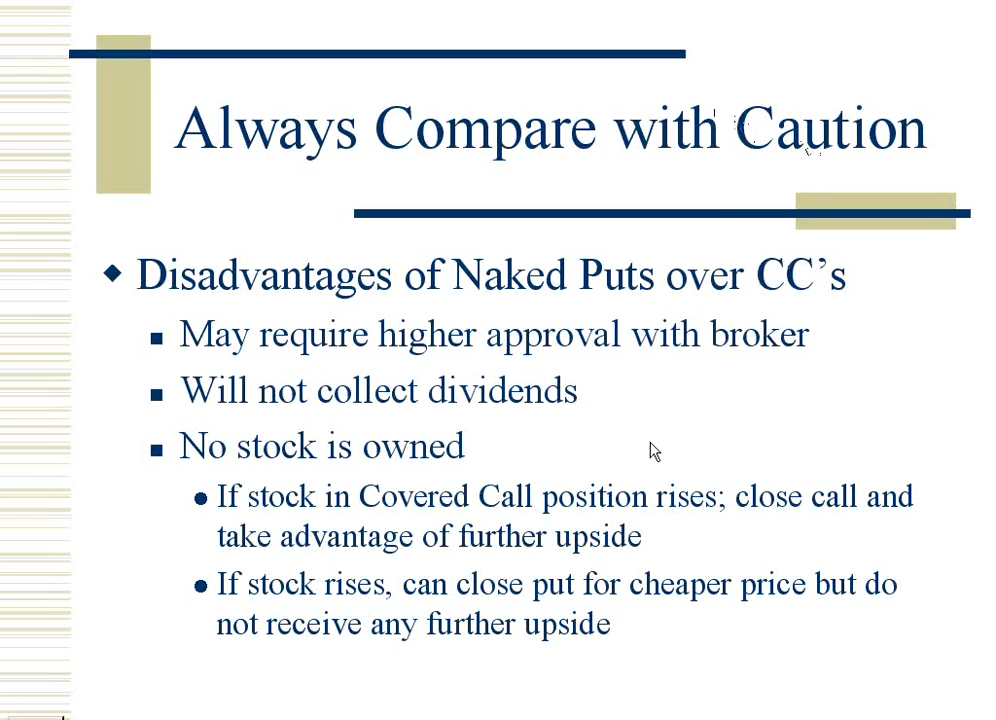 Always Compare with Caution
Disadvantages of Naked Puts over CC’s
May require higher approval with broker
Will not collect dividends
No stock is owned
If stock in Covered Call position rises; close call and
take advantage of further upside
If stock rises, can close put for cheaper price but do
not receive any further upside